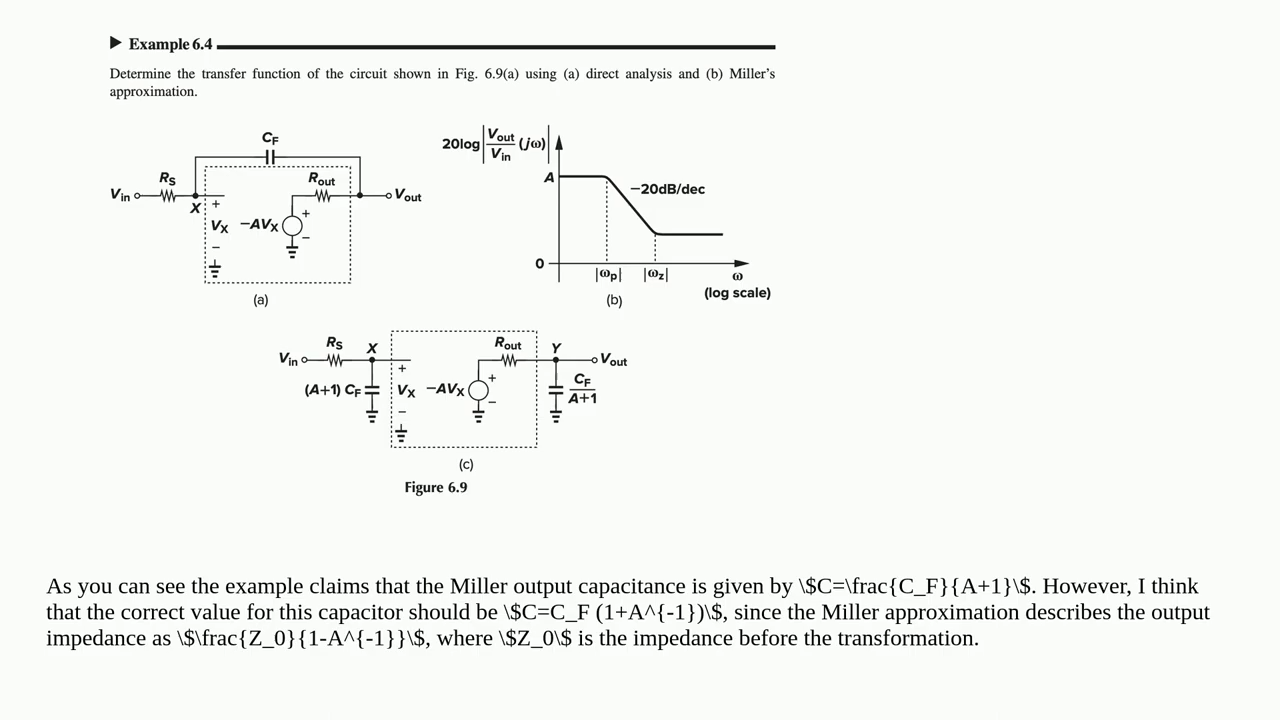 ▶ Example 6.4
Determine the transfer function of the circuit shown in Fig. 6.9(a) using (a) direct analysis and (b) Miller's
approximation.
CF
20log|Vout/Vin (jω)|
RS
Rout
A
−20dB/dec
Vin
X
+
Vout
VX
−AVX
+
−
−
0
|ωp|
|ωz|
ω
(log scale)
(a)
(b)
RS
X
Rout
Y
Vin
Vout
(A+1) CF
+
VX
−AVX
+
−
CF
A+1
−
(c)
Figure 6.9
As you can see the example claims that the Miller output capacitance is given by \$C=\frac{C_F}{A+1}\$. However, I think
that the correct value for this capacitor should be \$C=C_F (1+A^{-1})\$, since the Miller approximation describes the output
impedance as \$\frac{Z_0}{1-A^{-1}}\$, where \$Z_0\$ is the impedance before the transformation.